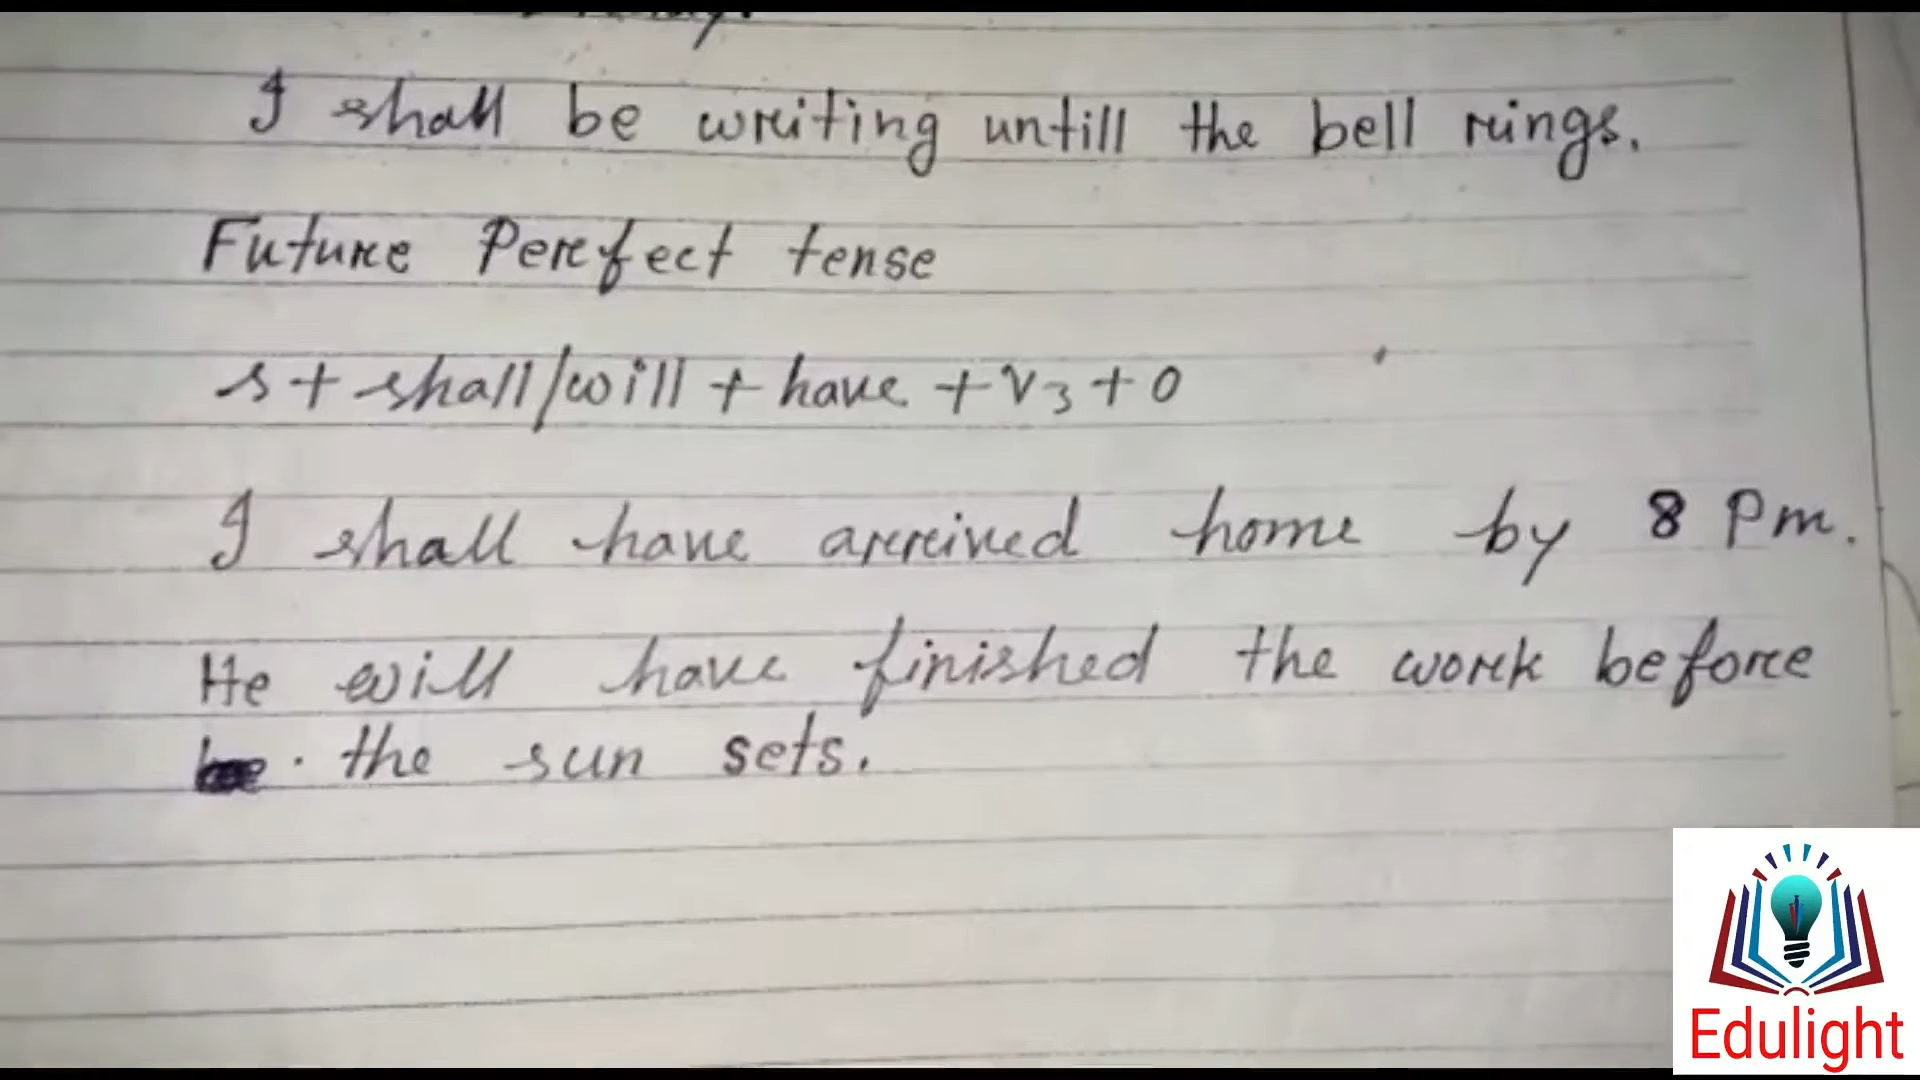 I shall be writing untill the bell rings.
Future Perfect tense
s + shall/will + have + V3 + O
I shall have arrived home by 8 Pm.
He will have finished the work before
the sun sets.
Edulight